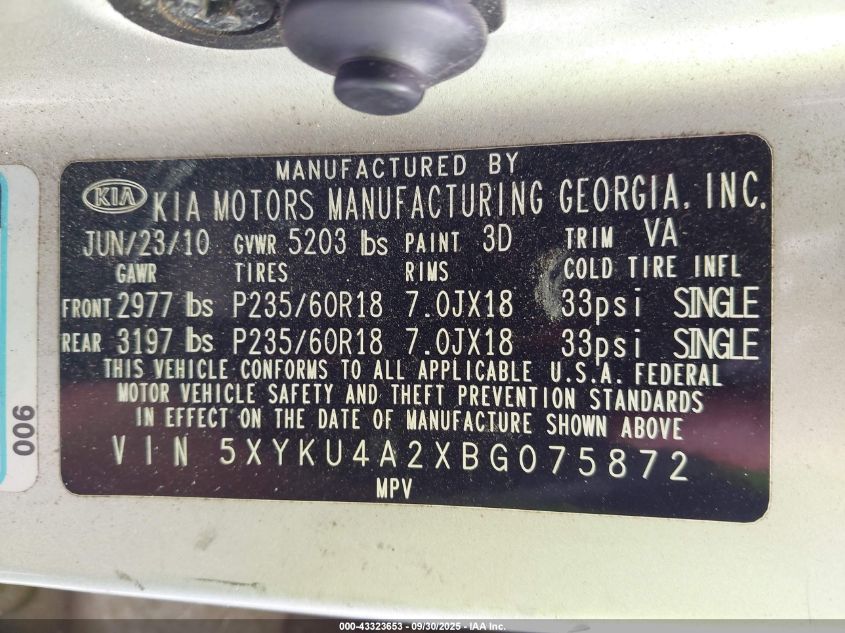 MANUFACTURED BY
KIA KIA MOTORS MANUFACTURING GEORGIA, INC.
JUN/23/10 GVWR 5203 lbs PAINT 3D TRIM VA
GAWR TIRES RIMS COLD TIRE INFL
FRONT 2977 lbs P235/60R18 7.0JX18 33psi SINGLE
REAR 3197 lbs P235/60R18 7.0JX18 33psi SINGLE
THIS VEHICLE CONFORMS TO ALL APPLICABLE U.S.A. FEDERAL
MOTOR VEHICLE SAFETY AND THEFT PREVENTION STANDARDS
IN EFFECT ON THE DATE OF MANUFACTURE SHOWN ABOVE
VIN 5XYKU4A2XBG075872
MPV
006
000-43323653 - 09/30/2025 - IAA Inc.